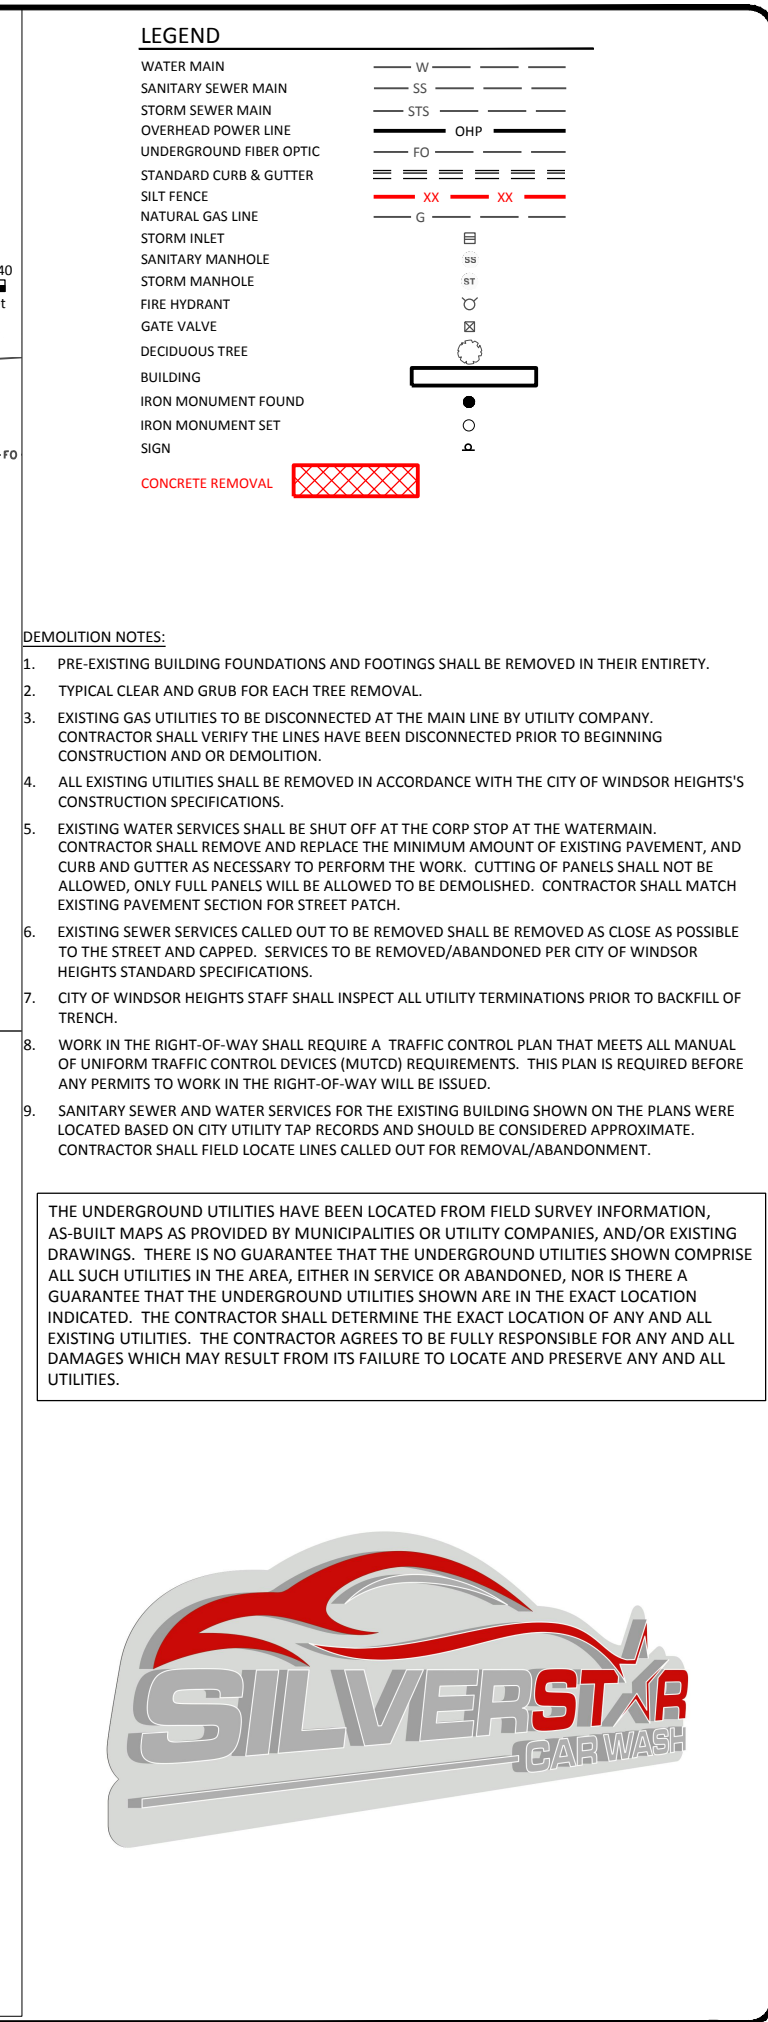 LEGEND
WATER MAIN W
SANITARY SEWER MAIN SS
STORM SEWER MAIN STS
OVERHEAD POWER LINE OHP
UNDERGROUND FIBER OPTIC FO
STANDARD CURB & GUTTER
SILT FENCE XX XX
NATURAL GAS LINE G
STORM INLET
SANITARY MANHOLE SS
STORM MANHOLE ST
FIRE HYDRANT
GATE VALVE
DECIDUOUS TREE
BUILDING
IRON MONUMENT FOUND
IRON MONUMENT SET
SIGN
CONCRETE REMOVAL
40
t
FO
DEMOLITION NOTES:
1. PRE-EXISTING BUILDING FOUNDATIONS AND FOOTINGS SHALL BE REMOVED IN THEIR ENTIRETY.
2. TYPICAL CLEAR AND GRUB FOR EACH TREE REMOVAL.
3. EXISTING GAS UTILITIES TO BE DISCONNECTED AT THE MAIN LINE BY UTILITY COMPANY.
CONTRACTOR SHALL VERIFY THE LINES HAVE BEEN DISCONNECTED PRIOR TO BEGINNING
CONSTRUCTION AND OR DEMOLITION.
4. ALL EXISTING UTILITIES SHALL BE REMOVED IN ACCORDANCE WITH THE CITY OF WINDSOR HEIGHTS'S
CONSTRUCTION SPECIFICATIONS.
5. EXISTING WATER SERVICES SHALL BE SHUT OFF AT THE CORP STOP AT THE WATERMAIN.
CONTRACTOR SHALL REMOVE AND REPLACE THE MINIMUM AMOUNT OF EXISTING PAVEMENT, AND
CURB AND GUTTER AS NECESSARY TO PERFORM THE WORK. CUTTING OF PANELS SHALL NOT BE
ALLOWED, ONLY FULL PANELS WILL BE ALLOWED TO BE DEMOLISHED. CONTRACTOR SHALL MATCH
EXISTING PAVEMENT SECTION FOR STREET PATCH.
6. EXISTING SEWER SERVICES CALLED OUT TO BE REMOVED SHALL BE REMOVED AS CLOSE AS POSSIBLE
TO THE STREET AND CAPPED. SERVICES TO BE REMOVED/ABANDONED PER CITY OF WINDSOR
HEIGHTS STANDARD SPECIFICATIONS.
7. CITY OF WINDSOR HEIGHTS STAFF SHALL INSPECT ALL UTILITY TERMINATIONS PRIOR TO BACKFILL OF
TRENCH.
8. WORK IN THE RIGHT-OF-WAY SHALL REQUIRE A TRAFFIC CONTROL PLAN THAT MEETS ALL MANUAL
OF UNIFORM TRAFFIC CONTROL DEVICES (MUTCD) REQUIREMENTS. THIS PLAN IS REQUIRED BEFORE
ANY PERMITS TO WORK IN THE RIGHT-OF-WAY WILL BE ISSUED.
9. SANITARY SEWER AND WATER SERVICES FOR THE EXISTING BUILDING SHOWN ON THE PLANS WERE
LOCATED BASED ON CITY UTILITY TAP RECORDS AND SHOULD BE CONSIDERED APPROXIMATE.
CONTRACTOR SHALL FIELD LOCATE LINES CALLED OUT FOR REMOVAL/ABANDONMENT.
THE UNDERGROUND UTILITIES HAVE BEEN LOCATED FROM FIELD SURVEY INFORMATION,
AS-BUILT MAPS AS PROVIDED BY MUNICIPALITIES OR UTILITY COMPANIES, AND/OR EXISTING
DRAWINGS. THERE IS NO GUARANTEE THAT THE UNDERGROUND UTILITIES SHOWN COMPRISE
ALL SUCH UTILITIES IN THE AREA, EITHER IN SERVICE OR ABANDONED, NOR IS THERE A
GUARANTEE THAT THE UNDERGROUND UTILITIES SHOWN ARE IN THE EXACT LOCATION
INDICATED. THE CONTRACTOR SHALL DETERMINE THE EXACT LOCATION OF ANY AND ALL
EXISTING UTILITIES. THE CONTRACTOR AGREES TO BE FULLY RESPONSIBLE FOR ANY AND ALL
DAMAGES WHICH MAY RESULT FROM ITS FAILURE TO LOCATE AND PRESERVE ANY AND ALL
UTILITIES.
SILVERSTAR
CAR WASH